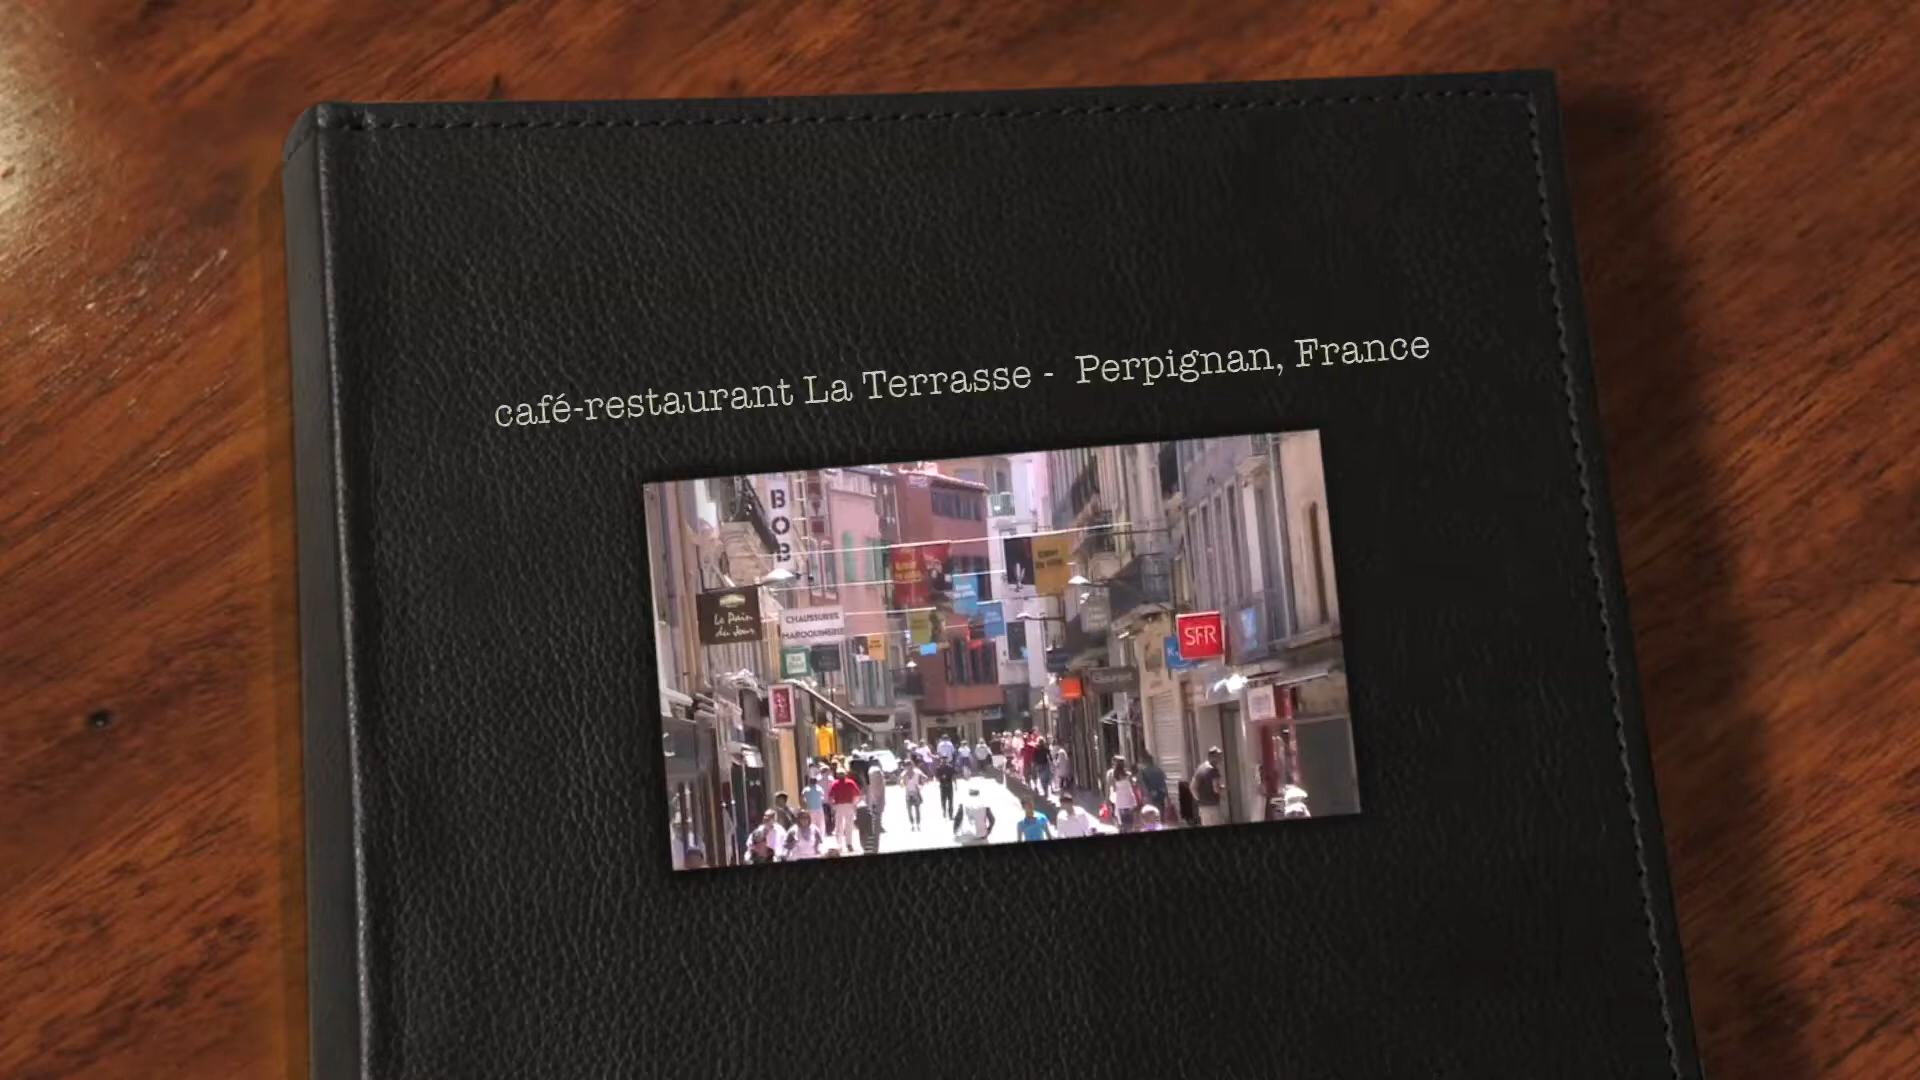 café-restaurant La Terrasse - Perpignan, France
BOB
Le Pain
du Jour
CHAUSSURES
MAROQUINERIE
SFR